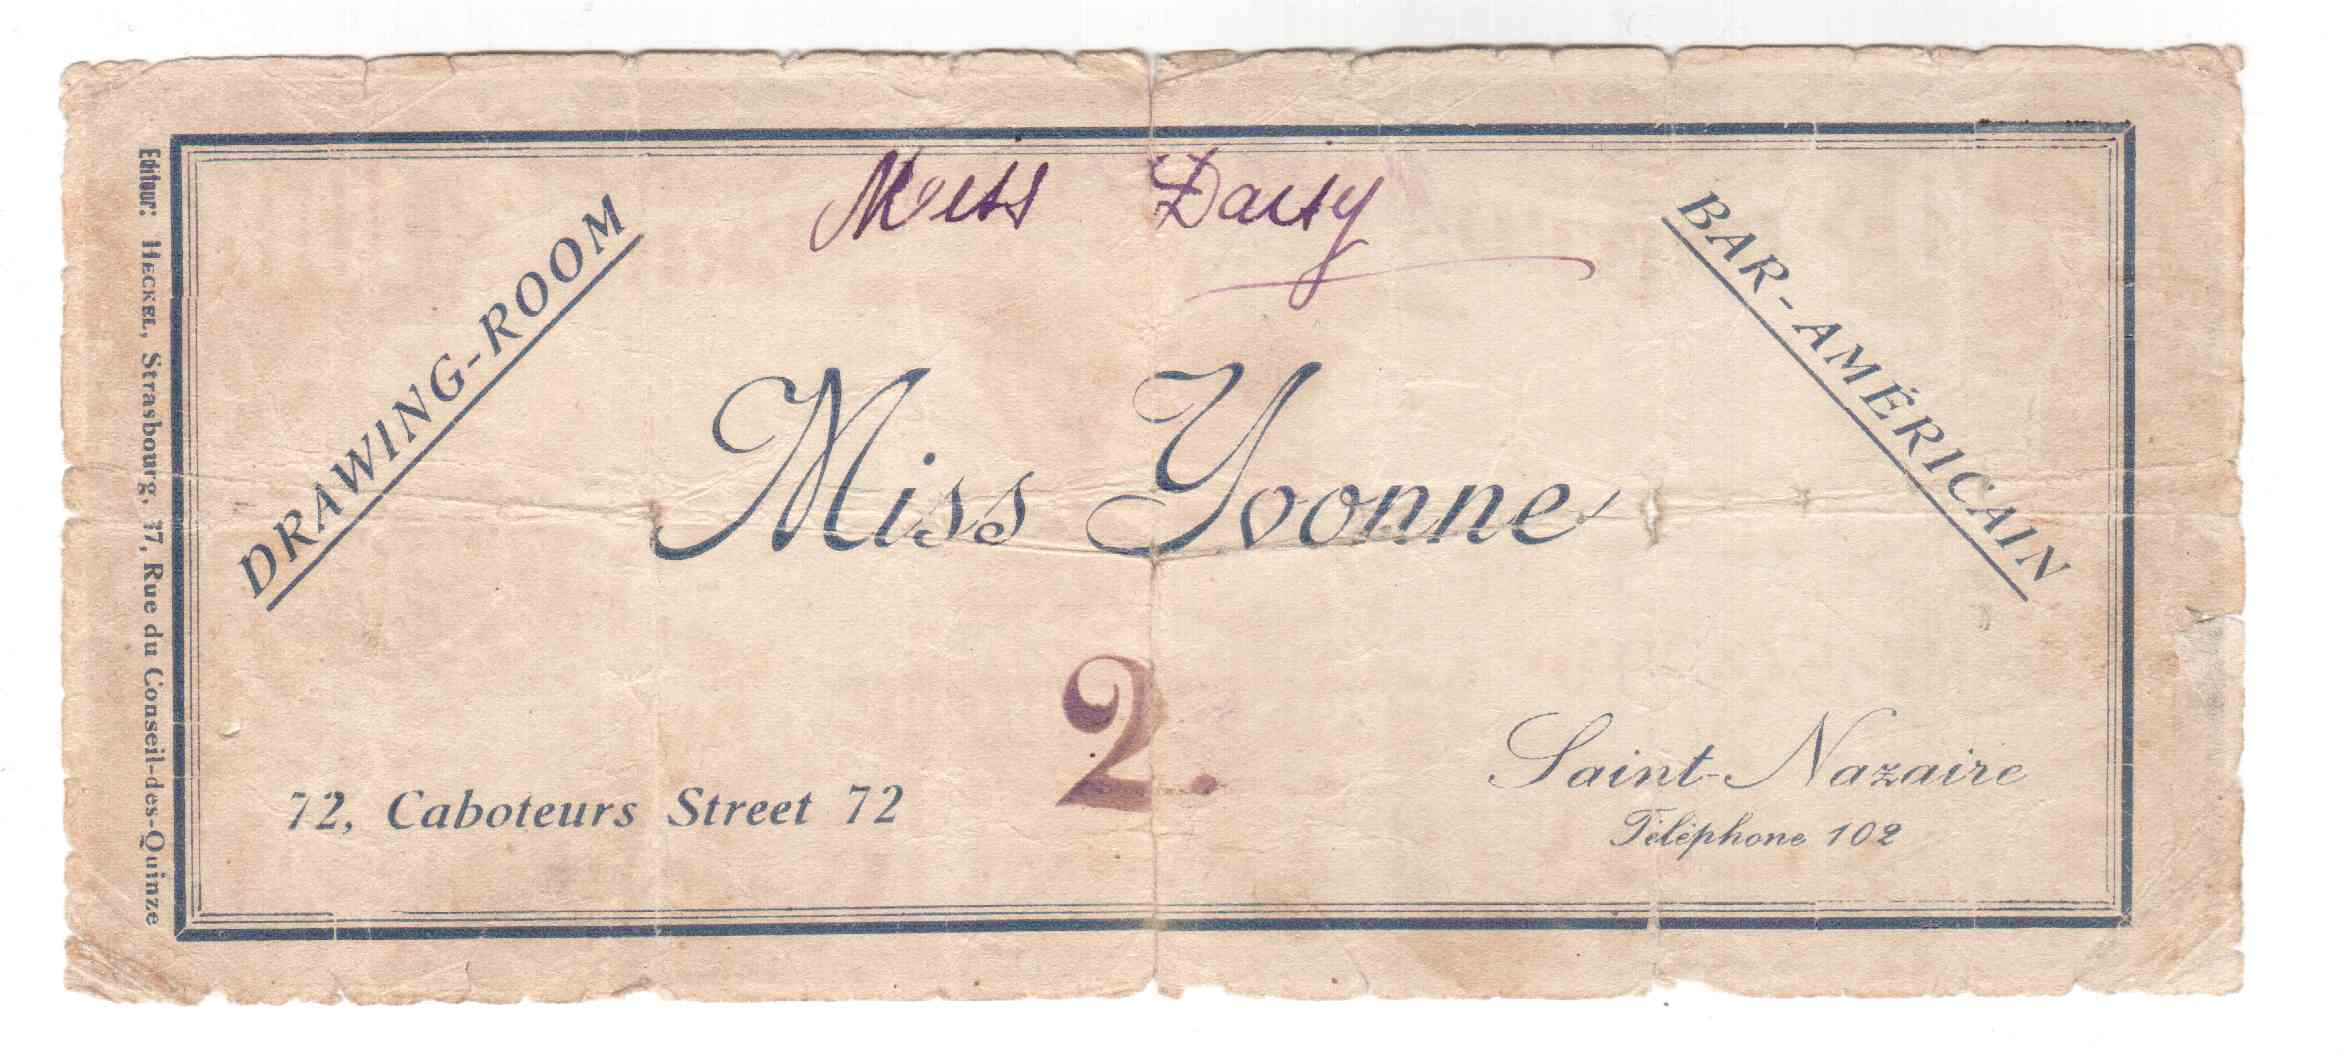 Miss Daisy
DRAWING-ROOM
BAR-AMÉRICAIN
Miss Yvonne
2.
72, Caboteurs Street 72
Saint-Nazaire
Téléphone 102
Editeur: HECKEL, Strasbourg, 17, Rue du Conseil-des-Quinze